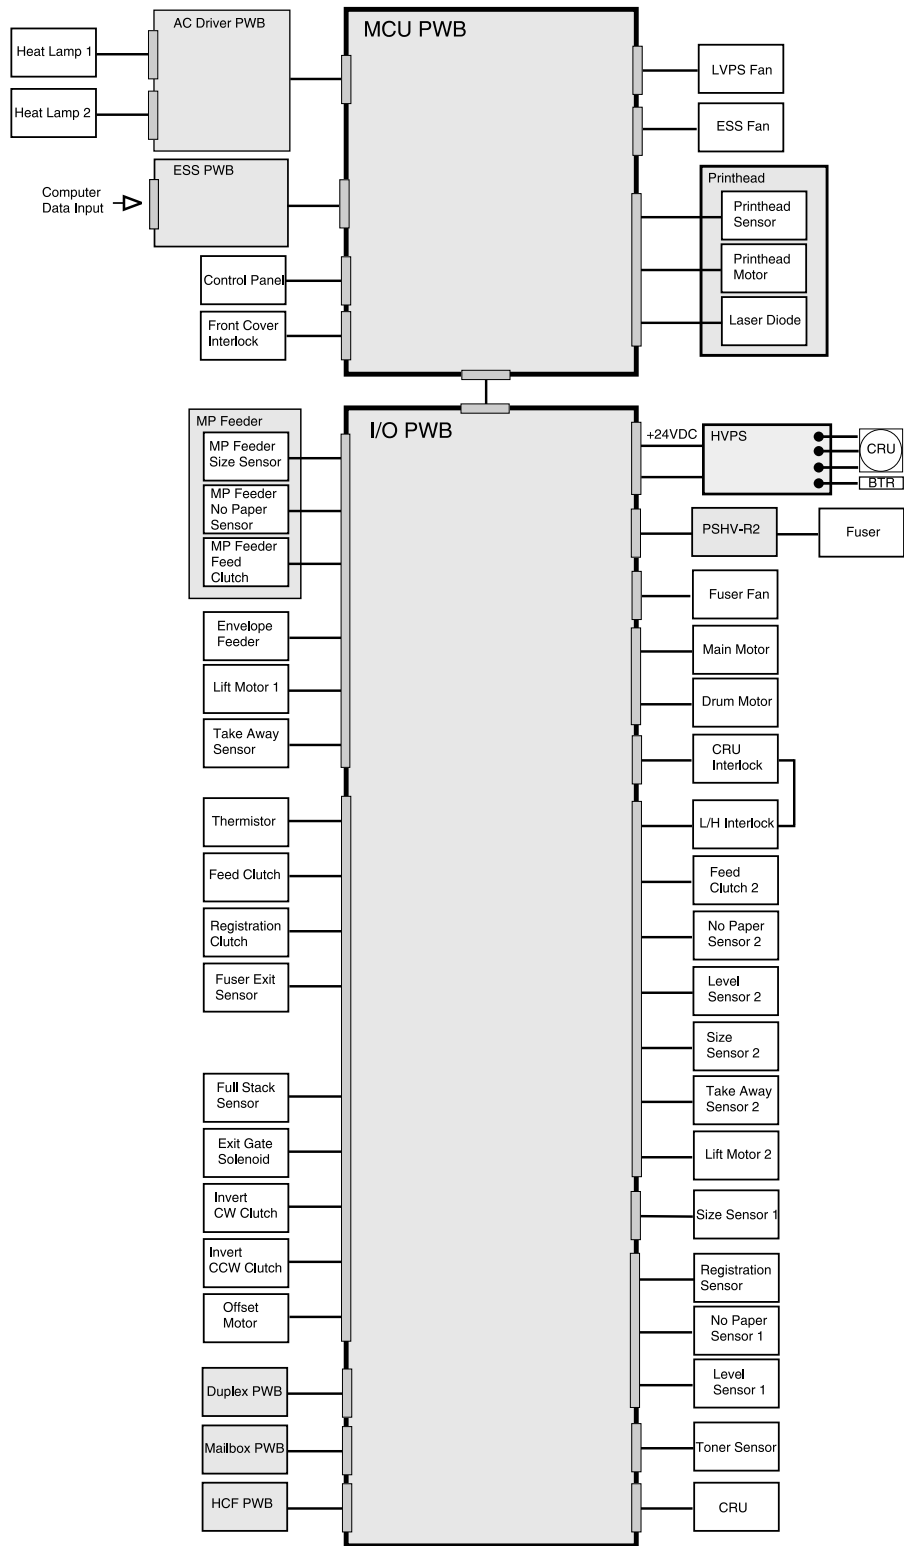 AC Driver PWB
Heat Lamp 1
Heat Lamp 2
ESS PWB
Computer
Data Input
Control Panel
Front Cover
Interlock
MCU PWB
LVPS Fan
ESS Fan
Printhead
Printhead
Sensor
Printhead
Motor
Laser Diode
I/O PWB
MP Feeder
MP Feeder
Size Sensor
MP Feeder
No Paper
Sensor
MP Feeder
Feed
Clutch
Envelope
Feeder
Lift Motor 1
Take Away
Sensor
Thermistor
Feed Clutch
Registration
Clutch
Fuser Exit
Sensor
Full Stack
Sensor
Exit Gate
Solenoid
Invert
CW Clutch
Invert
CCW Clutch
Offset
Motor
Duplex PWB
Mailbox PWB
HCF PWB
+24VDC
HVPS
CRU
BTR
PSHV-R2
Fuser
Fuser Fan
Main Motor
Drum Motor
CRU
Interlock
L/H Interlock
Feed
Clutch 2
No Paper
Sensor 2
Level
Sensor 2
Size
Sensor 2
Take Away
Sensor 2
Lift Motor 2
Size Sensor 1
Registration
Sensor
No Paper
Sensor 1
Level
Sensor 1
Toner Sensor
CRU